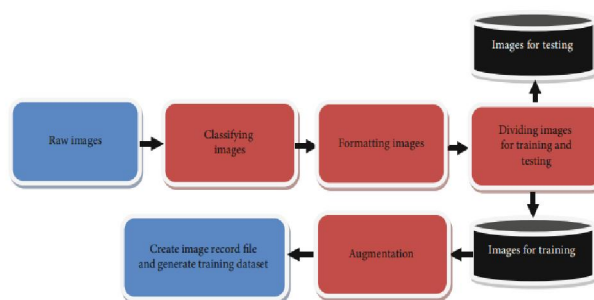 Images for testing
Raw images
Classifying
images
Formatting images
Dividing images
for training and
testing
Create image record file
and generate training dataset
Augmentation
Images for training